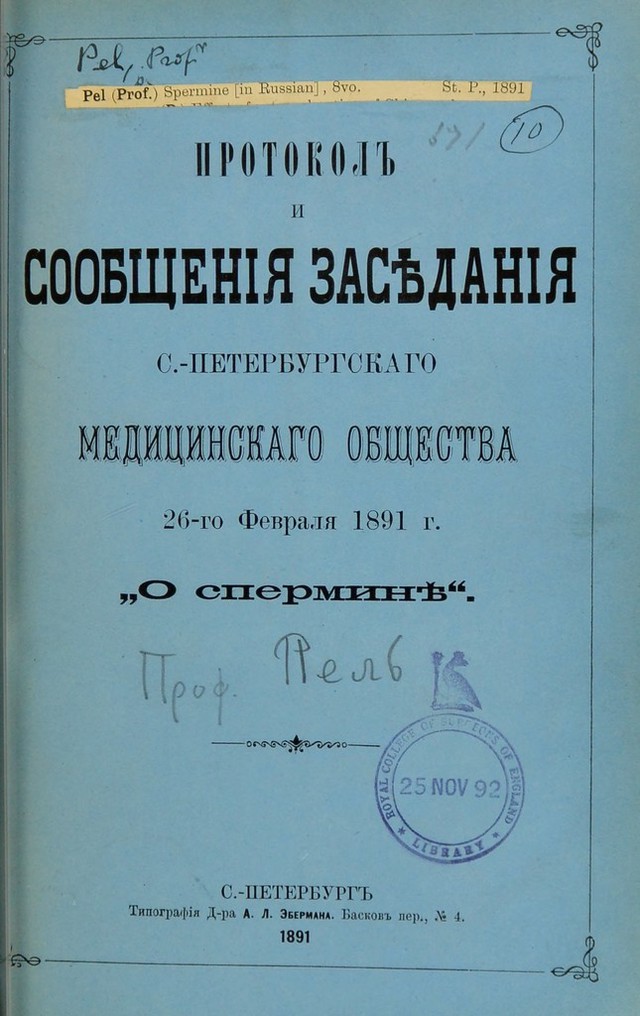 Pel, Prof
Pel (Prof.) Spermine [in Russian], 8vo. St. P., 1891
10
ПРОТОКОЛЪ
И
СООБЩЕНІЯ ЗАСѢДАНІЯ
С.-ПЕТЕРБУРГСКАГО
МЕДИЦИНСКАГО ОБЩЕСТВА
26-го Февраля 1891 г.
„О сперминѣ“.
Проф. Пель
ROYAL COLLEGE OF SURGEONS OF ENGLAND
25 NOV 92
* LIBRARY *
С.-ПЕТЕРБУРГЪ
Типографія Д-ра А. Л. Эбермана. Басковъ пер., № 4.
1891